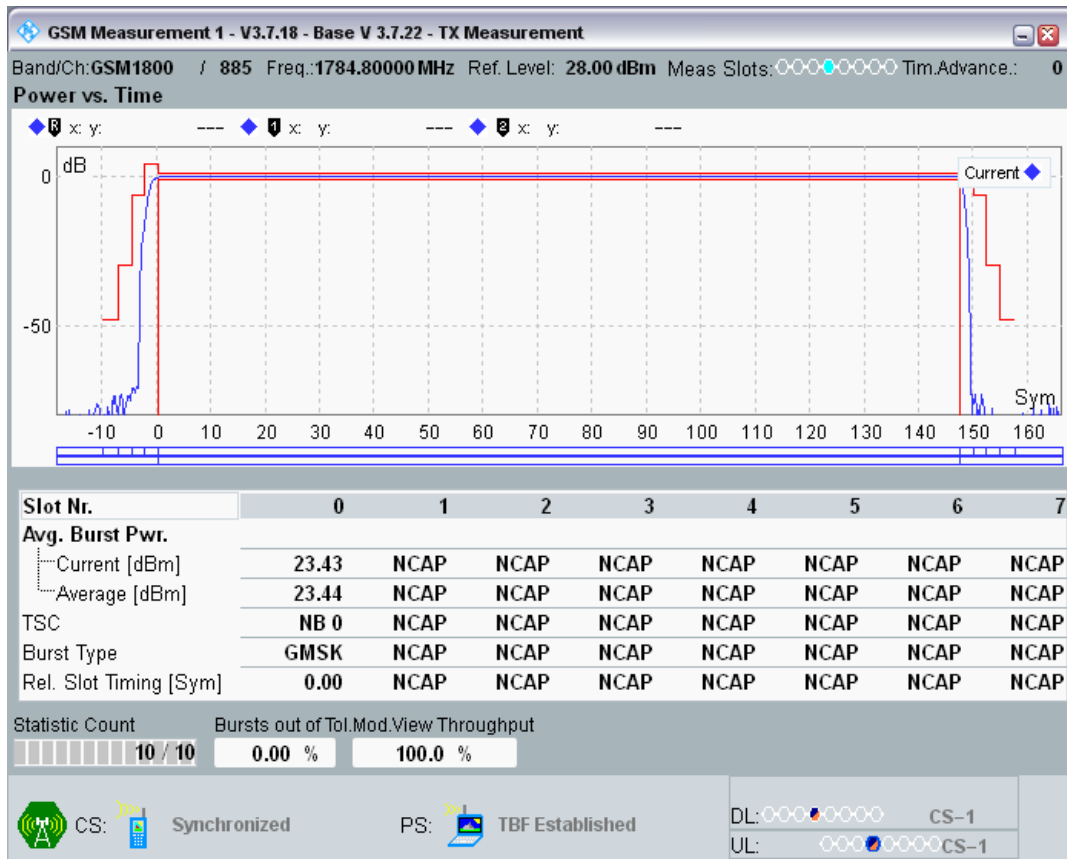 GSM Measurement 1 - V3.7.18 - Base V 3.7.22 - TX Measurement
Band/Ch:GSM1800 / 885 Freq.:1784.80000 MHz Ref. Level: 28.00 dBm Meas Slots: Tim.Advance.: 0
Power vs. Time
R x: y: --- 1 x: y: --- 2 x: y: ---
dB
Current
0
-50
Sym
-10 0 10 20 30 40 50 60 70 80 90 100 110 120 130 140 150 160
Slot Nr. 0 1 2 3 4 5 6 7
Avg. Burst Pwr.
Current [dBm] 23.43 NCAP NCAP NCAP NCAP NCAP NCAP NCAP
Average [dBm] 23.44 NCAP NCAP NCAP NCAP NCAP NCAP NCAP
TSC NB 0 NCAP NCAP NCAP NCAP NCAP NCAP NCAP
Burst Type GMSK NCAP NCAP NCAP NCAP NCAP NCAP NCAP
Rel. Slot Timing [Sym] 0.00 NCAP NCAP NCAP NCAP NCAP NCAP NCAP
Statistic Count Bursts out of Tol.Mod.View Throughput
10 / 10 0.00 % 100.0 %
CS: Synchronized PS: TBF Established
DL: CS-1
UL: CS-1